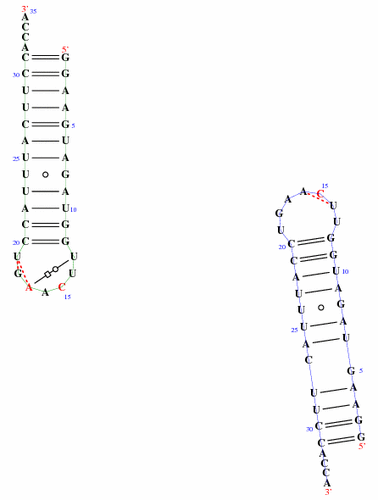 3'
A 35
C
C
A 5'
C G
30 C G
U A
U A
C G 5
A U
25 U A
U G
U A
A U 10
C G
20 C G
U U
G U
A A C 15
A C 15
A U
G U
U G
20 C G
C U 10
A A
U G
U A
25 U U
A
C G 5
U A
U A
C G
30 C G
A 5'
C
C
A
3'